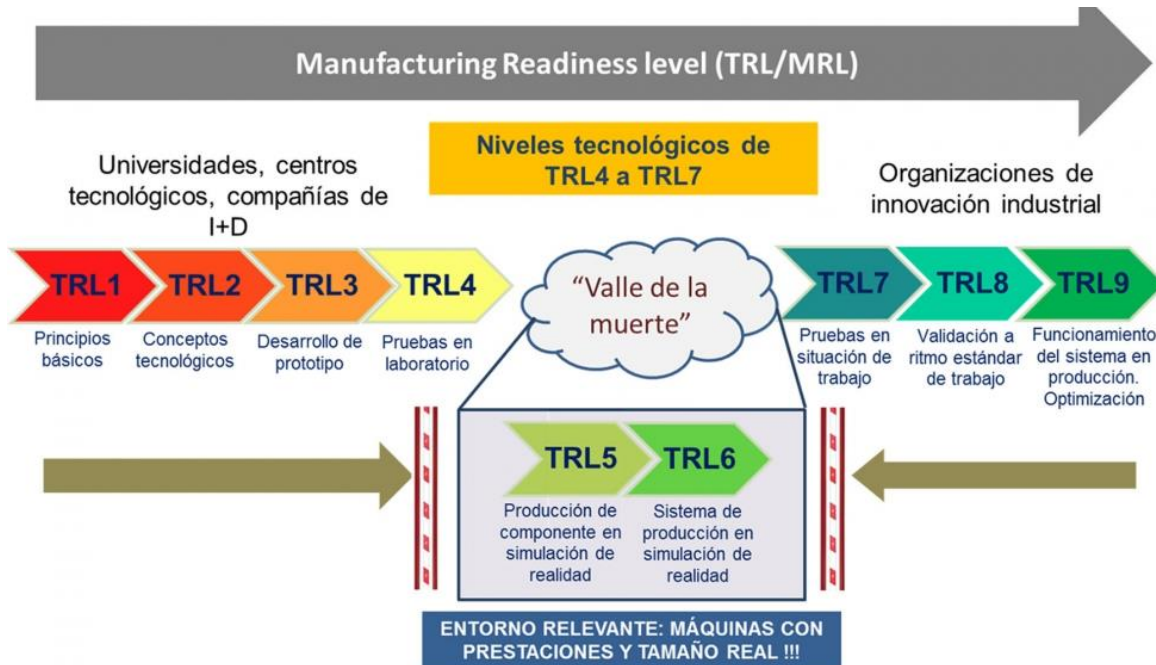 Manufacturing Readiness level (TRL/MRL)
Universidades, centros
tecnológicos, compañías de
I+D
Niveles tecnológicos de
TRL4 a TRL7
Organizaciones de
innovación industrial
TRL1
TRL2
TRL3
TRL4
"Valle de la
muerte"
TRL7
TRL8
TRL9
Principios
básicos
Conceptos
tecnológicos
Desarrollo de
prototipo
Pruebas en
laboratorio
Pruebas en
situación de
trabajo
Validación a
ritmo estándar
de trabajo
Funcionamiento
del sistema en
producción.
Optimización
TRL5
TRL6
Producción de
componente en
simulación de
realidad
Sistema de
producción en
simulación de
realidad
ENTORNO RELEVANTE: MÁQUINAS CON
PRESTACIONES Y TAMAÑO REAL !!!